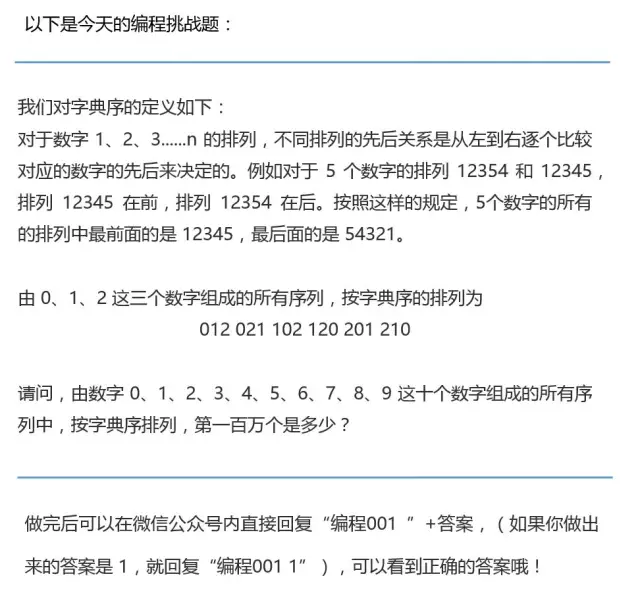 以下是今天的编程挑战题：
我们对字典序的定义如下：
对于数字 1、2、3......n 的排列，不同排列的先后关系是从左到右逐个比较
对应的数字的先后来决定的。例如对于 5 个数字的排列 12354 和 12345，
排列 12345 在前，排列 12354 在后。按照这样的规定，5个数字的所有
的排列中最前面的是 12345，最后面的是 54321。
由 0、1、2 这三个数字组成的所有序列，按字典序的排列为
012 021 102 120 201 210
请问，由数字 0、1、2、3、4、5、6、7、8、9 这十个数字组成的所有序
列中，按字典序排列，第一百万个是多少？
做完后可以在微信公众号内直接回复“编程001 ”+答案，（如果你做出
来的答案是 1，就回复“编程001 1” ），可以看到正确的答案哦！